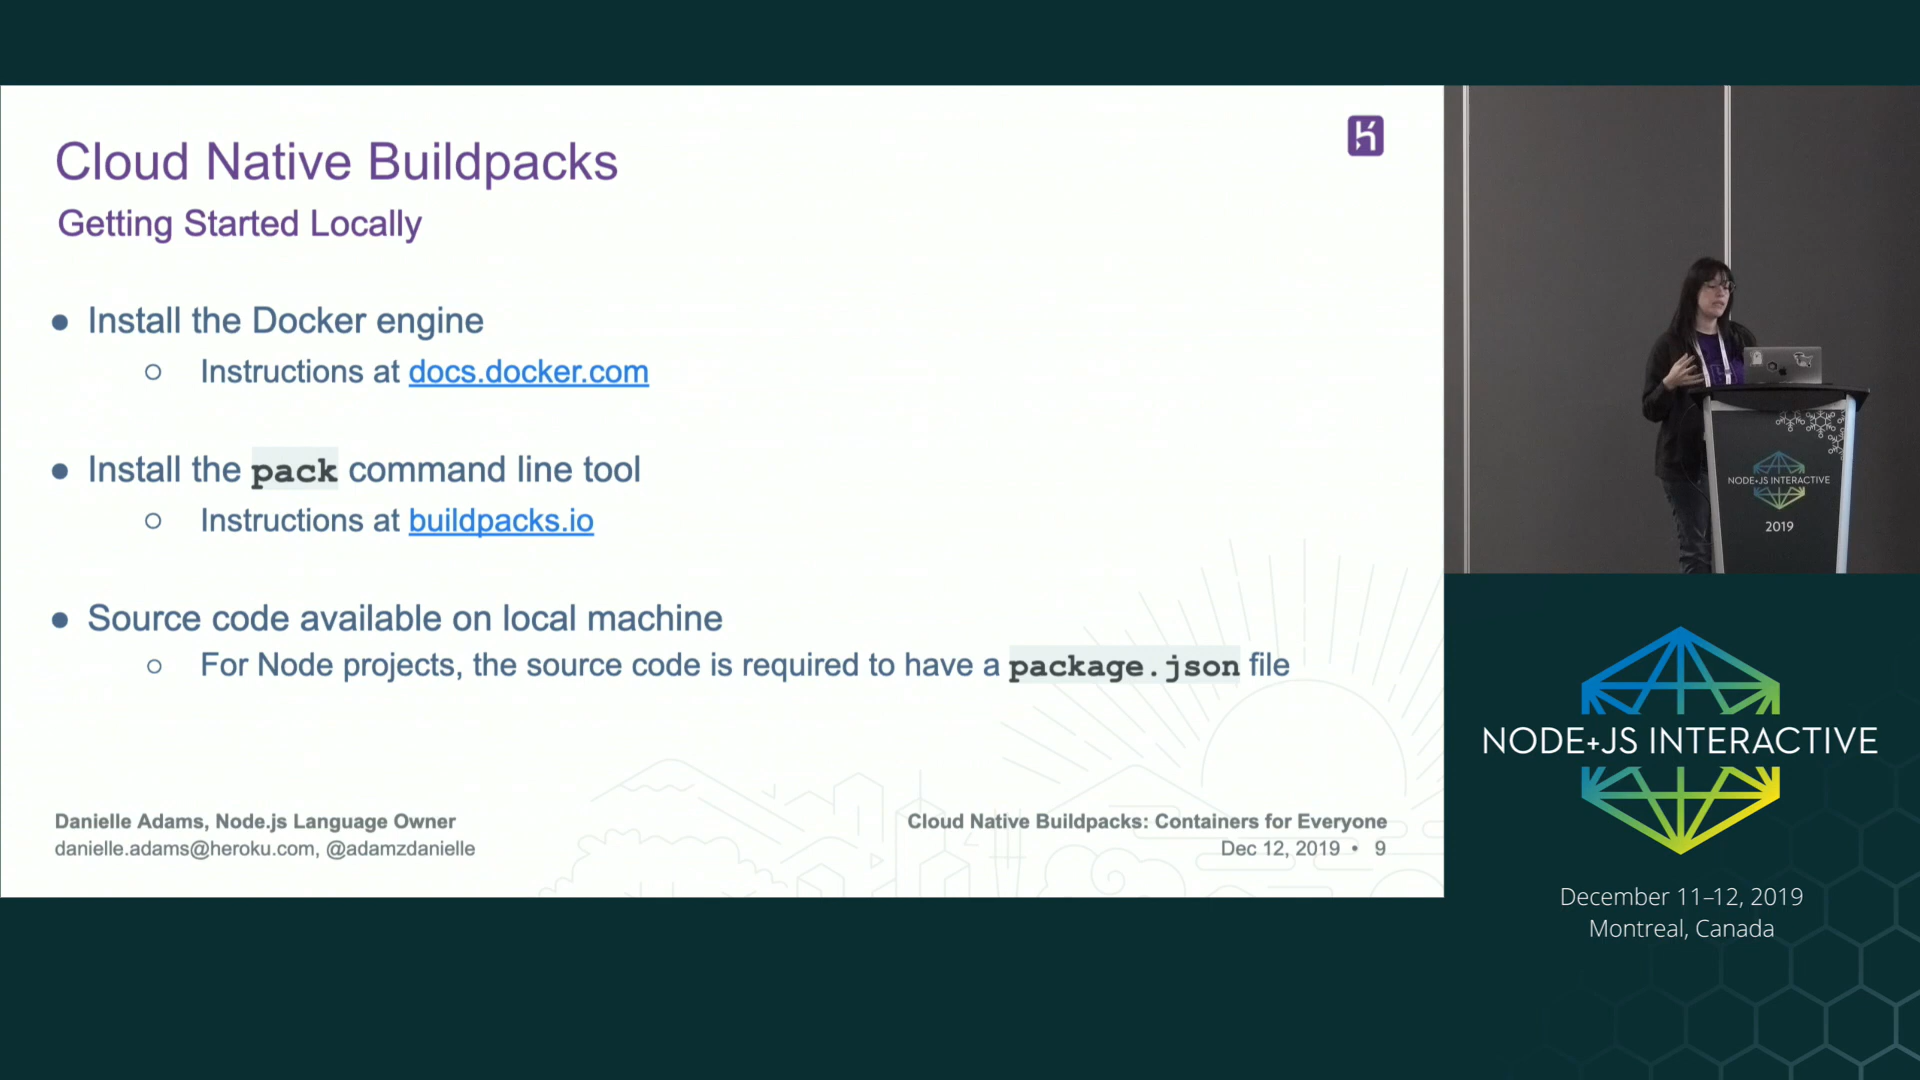 Cloud Native Buildpacks
Getting Started Locally
● Install the Docker engine
○ Instructions at docs.docker.com
● Install the pack command line tool
○ Instructions at buildpacks.io
● Source code available on local machine
○ For Node projects, the source code is required to have a package.json file
Danielle Adams, Node.js Language Owner
danielle.adams@heroku.com, @adamzdanielle
Cloud Native Buildpacks: Containers for Everyone
Dec 12, 2019 • 9
NODE+JS INTERACTIVE
2019
NODE+JS INTERACTIVE
December 11–12, 2019
Montreal, Canada